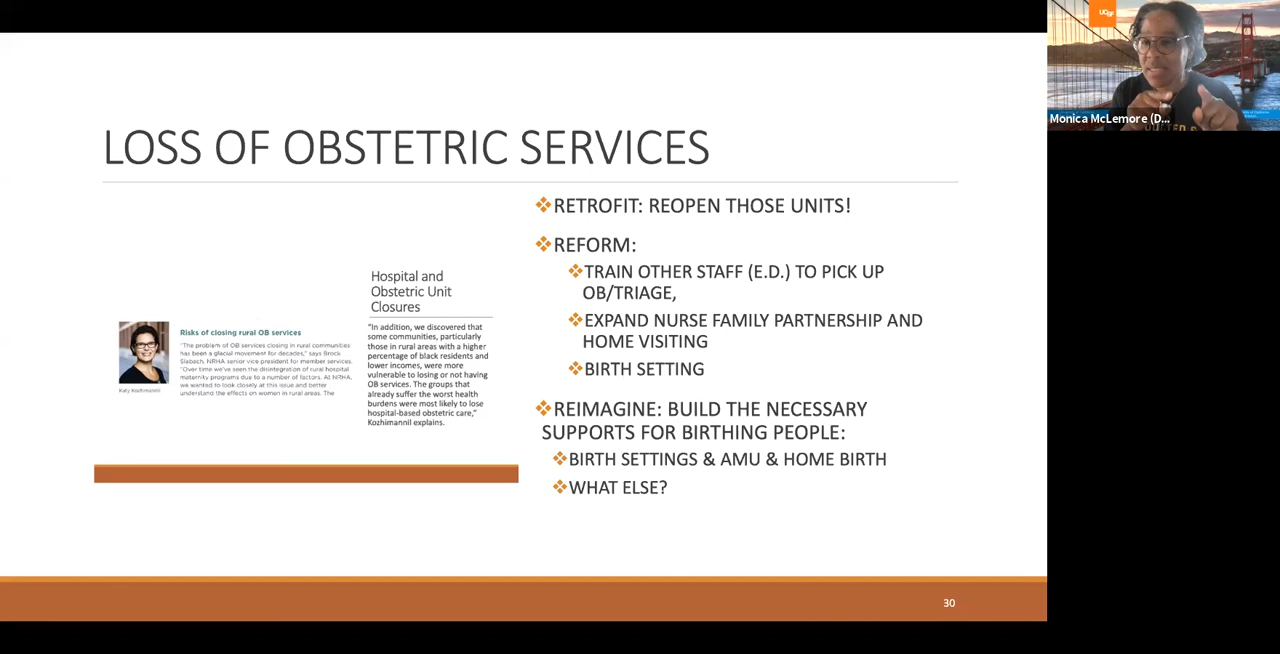 LOSS OF OBSTETRIC SERVICES
Hospital and
Obstetric Unit
Closures
Katy Kozhimannil
Risks of closing rural OB services
"The problem of OB services closing in rural communities
has been a glacial movement for decades," says Brock
Slabach, NRHA senior vice president for member services.
"Over time we've seen the disintegration of rural hospital
maternity programs due to a number of factors. At NRHA,
we wanted to look closely at this issue and better
understand the effects on women in rural areas. The
"In addition, we discovered that
some communities, particularly
those in rural areas with a higher
percentage of black residents and
lower incomes, were more
vulnerable to losing or not having
OB services. The groups that
already suffer the worst health
burdens were most likely to lose
hospital-based obstetric care,"
Kozhimannil explains.
❖RETROFIT: REOPEN THOSE UNITS!
❖REFORM:
❖TRAIN OTHER STAFF (E.D.) TO PICK UP
OB/TRIAGE,
❖EXPAND NURSE FAMILY PARTNERSHIP AND
HOME VISITING
❖BIRTH SETTING
❖REIMAGINE: BUILD THE NECESSARY
SUPPORTS FOR BIRTHING PEOPLE:
❖BIRTH SETTINGS & AMU & HOME BIRTH
❖WHAT ELSE?
30
UCSF
Monica McLemore (D...